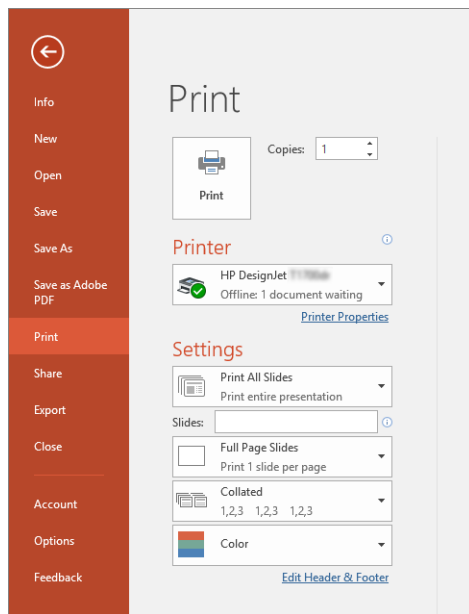 Info
New
Open
Save
Save As
Save as Adobe
PDF
Print
Share
Export
Close
Account
Options
Feedback
Print
Copies: 1
Print
Printer
HP DesignJet
Offline: 1 document waiting
Printer Properties
Settings
Print All Slides
Print entire presentation
Slides:
Full Page Slides
Print 1 slide per page
Collated
1,2,3 1,2,3 1,2,3
Color
Edit Header & Footer